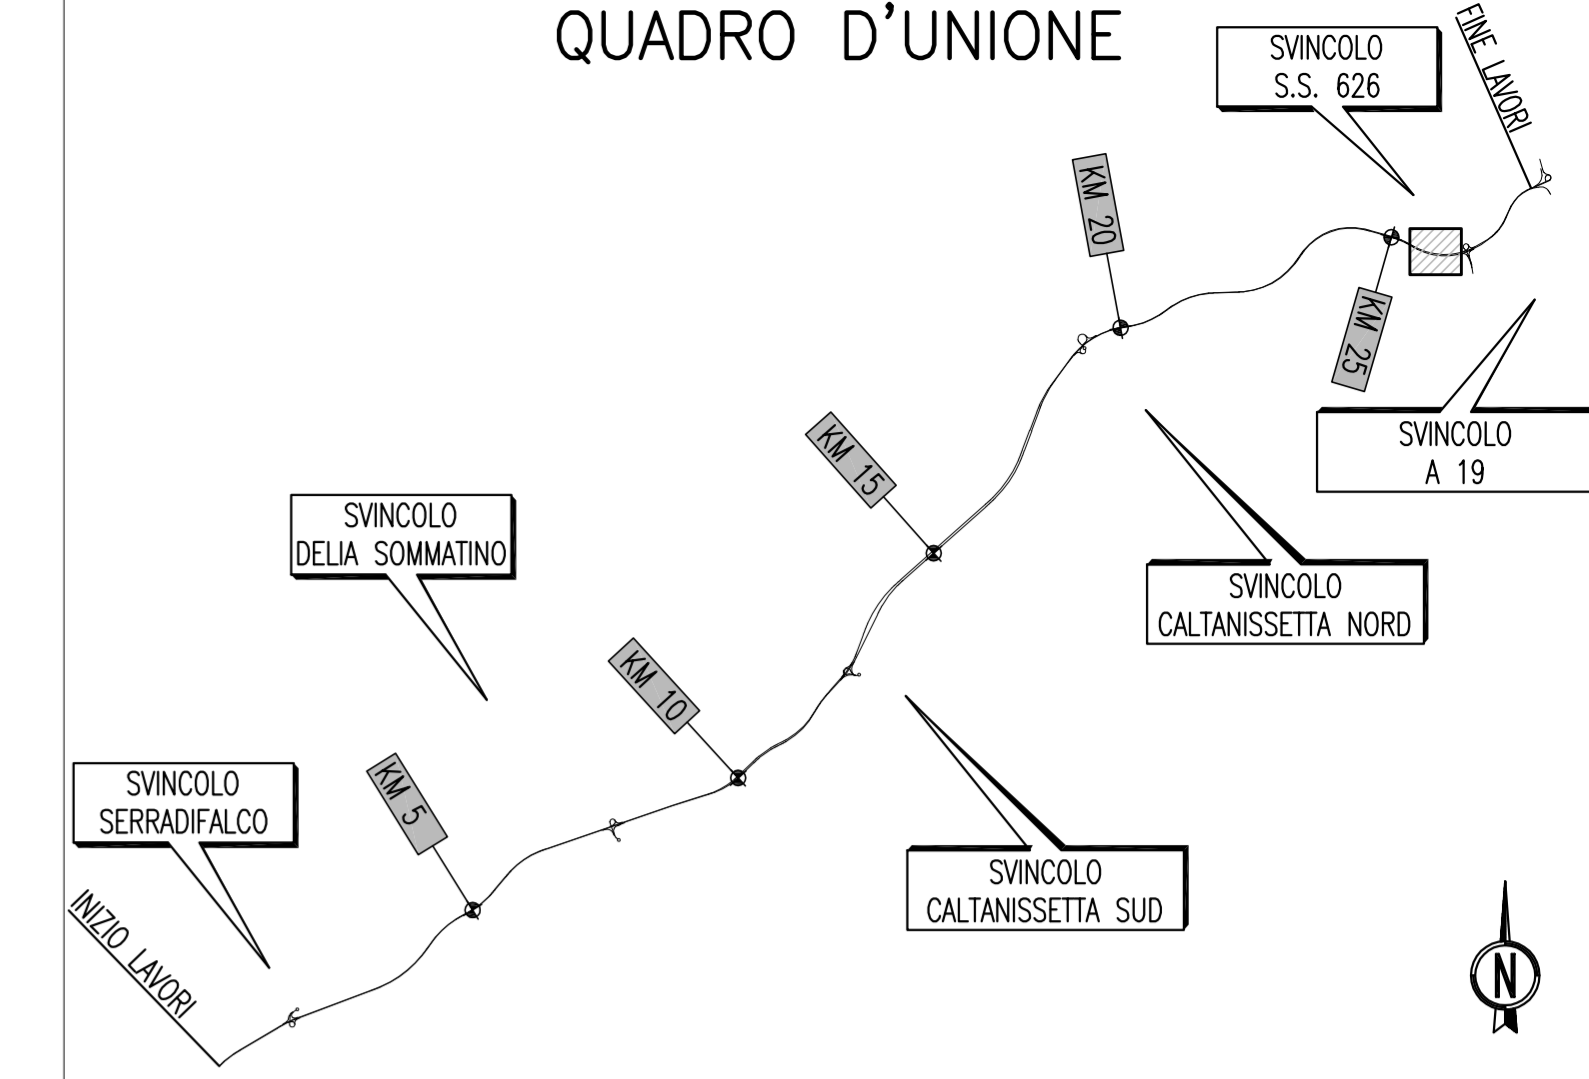 QUADRO D'UNIONE
SVINCOLO
S.S. 626
FINE LAVORI
KM 20
KM 25
SVINCOLO
A 19
KM 15
SVINCOLO
DELIA SOMMATINO
SVINCOLO
CALTANISSETTA NORD
KM 10
KM 5
SVINCOLO
SERRADIFALCO
SVINCOLO
CALTANISSETTA SUD
INIZIO LAVORI
N